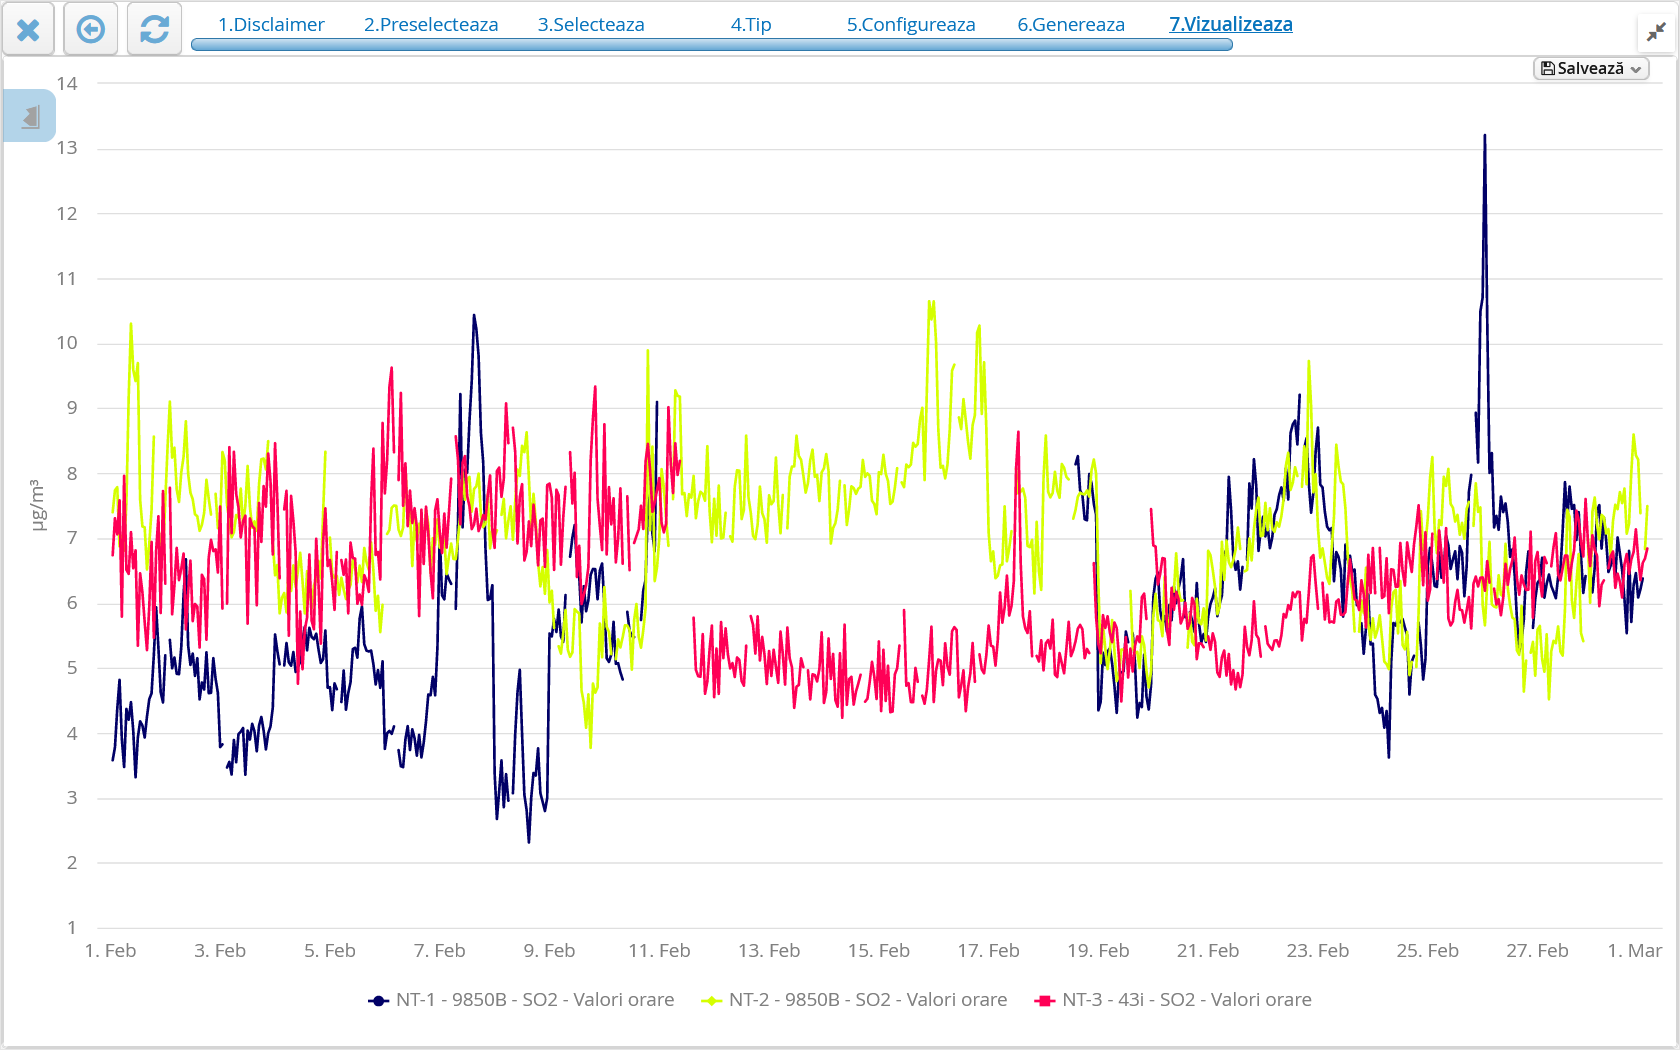 1.Disclaimer 2.Preselecteaza 3.Selecteaza 4.Tip 5.Configureaza 6.Genereaza 7.Vizualizeaza
Salvează
14
13
12
11
10
9
8
7
6
5
4
3
2
1
µg/m³
1. Feb 3. Feb 5. Feb 7. Feb 9. Feb 11. Feb 13. Feb 15. Feb 17. Feb 19. Feb 21. Feb 23. Feb 25. Feb 27. Feb 1. Mar
NT-1 - 9850B - SO2 - Valori orare NT-2 - 9850B - SO2 - Valori orare NT-3 - 43i - SO2 - Valori orare